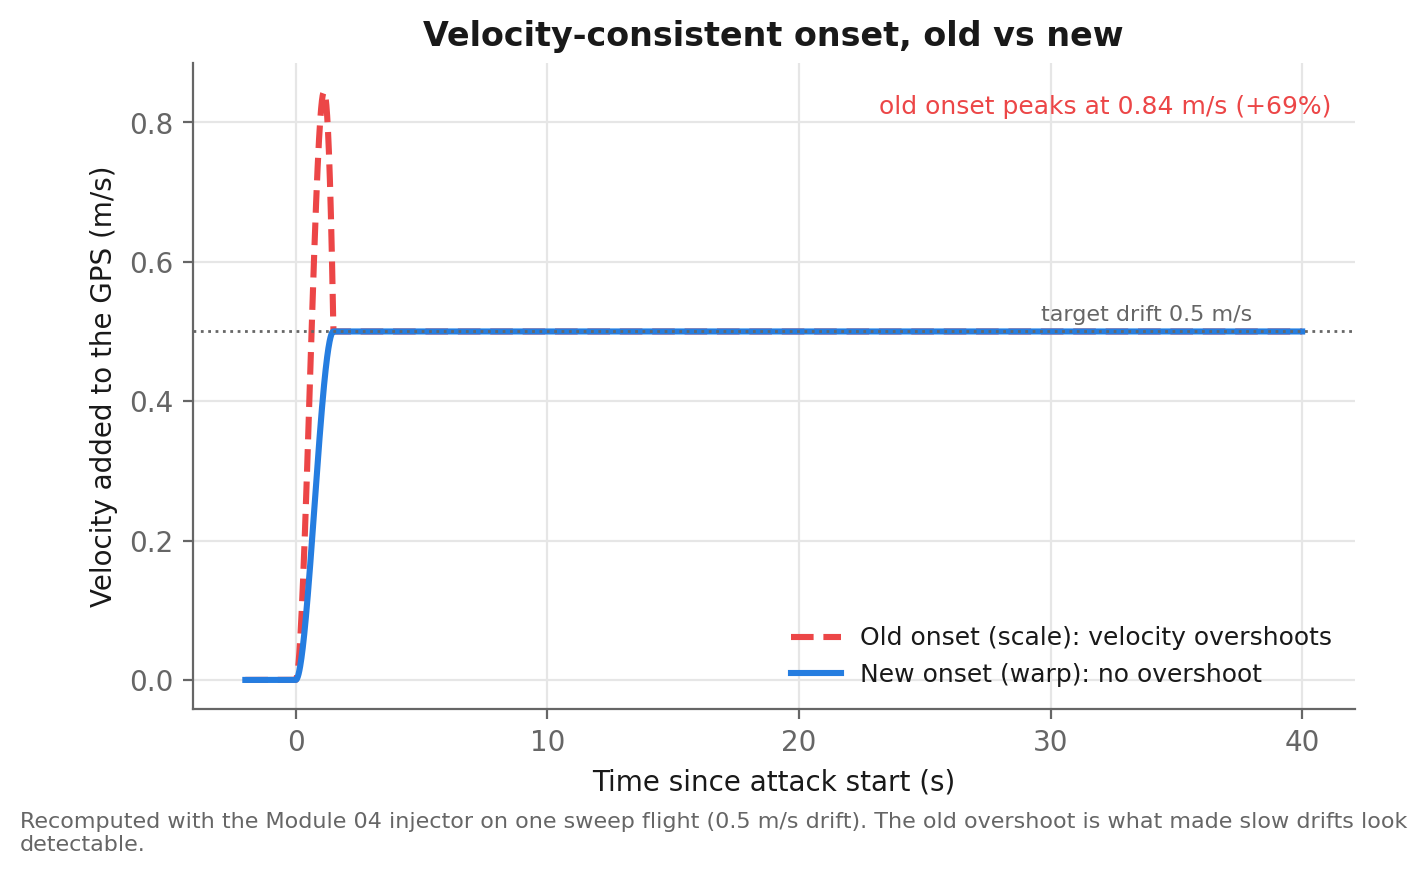 Velocity-consistent onset, old vs new
old onset peaks at 0.84 m/s (+69%)
target drift 0.5 m/s
Velocity added to the GPS (m/s)
0.8
0.6
0.4
0.2
0.0
Old onset (scale): velocity overshoots
New onset (warp): no overshoot
0 10 20 30 40
Time since attack start (s)
Recomputed with the Module 04 injector on one sweep flight (0.5 m/s drift). The old overshoot is what made slow drifts look
detectable.